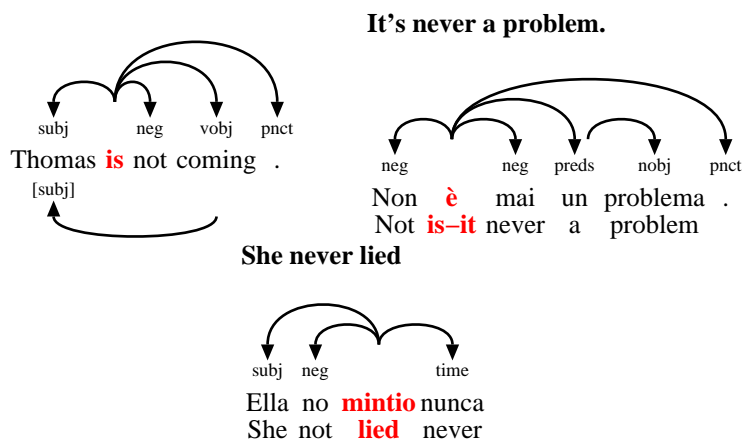 It's never a problem.
subj neg vobj pnct
Thomas is not coming .
[subj]
neg neg preds nobj pnct
Non è mai un problema .
Not is–it never a problem
She never lied
subj neg time
Ella no mintio nunca
She not lied never